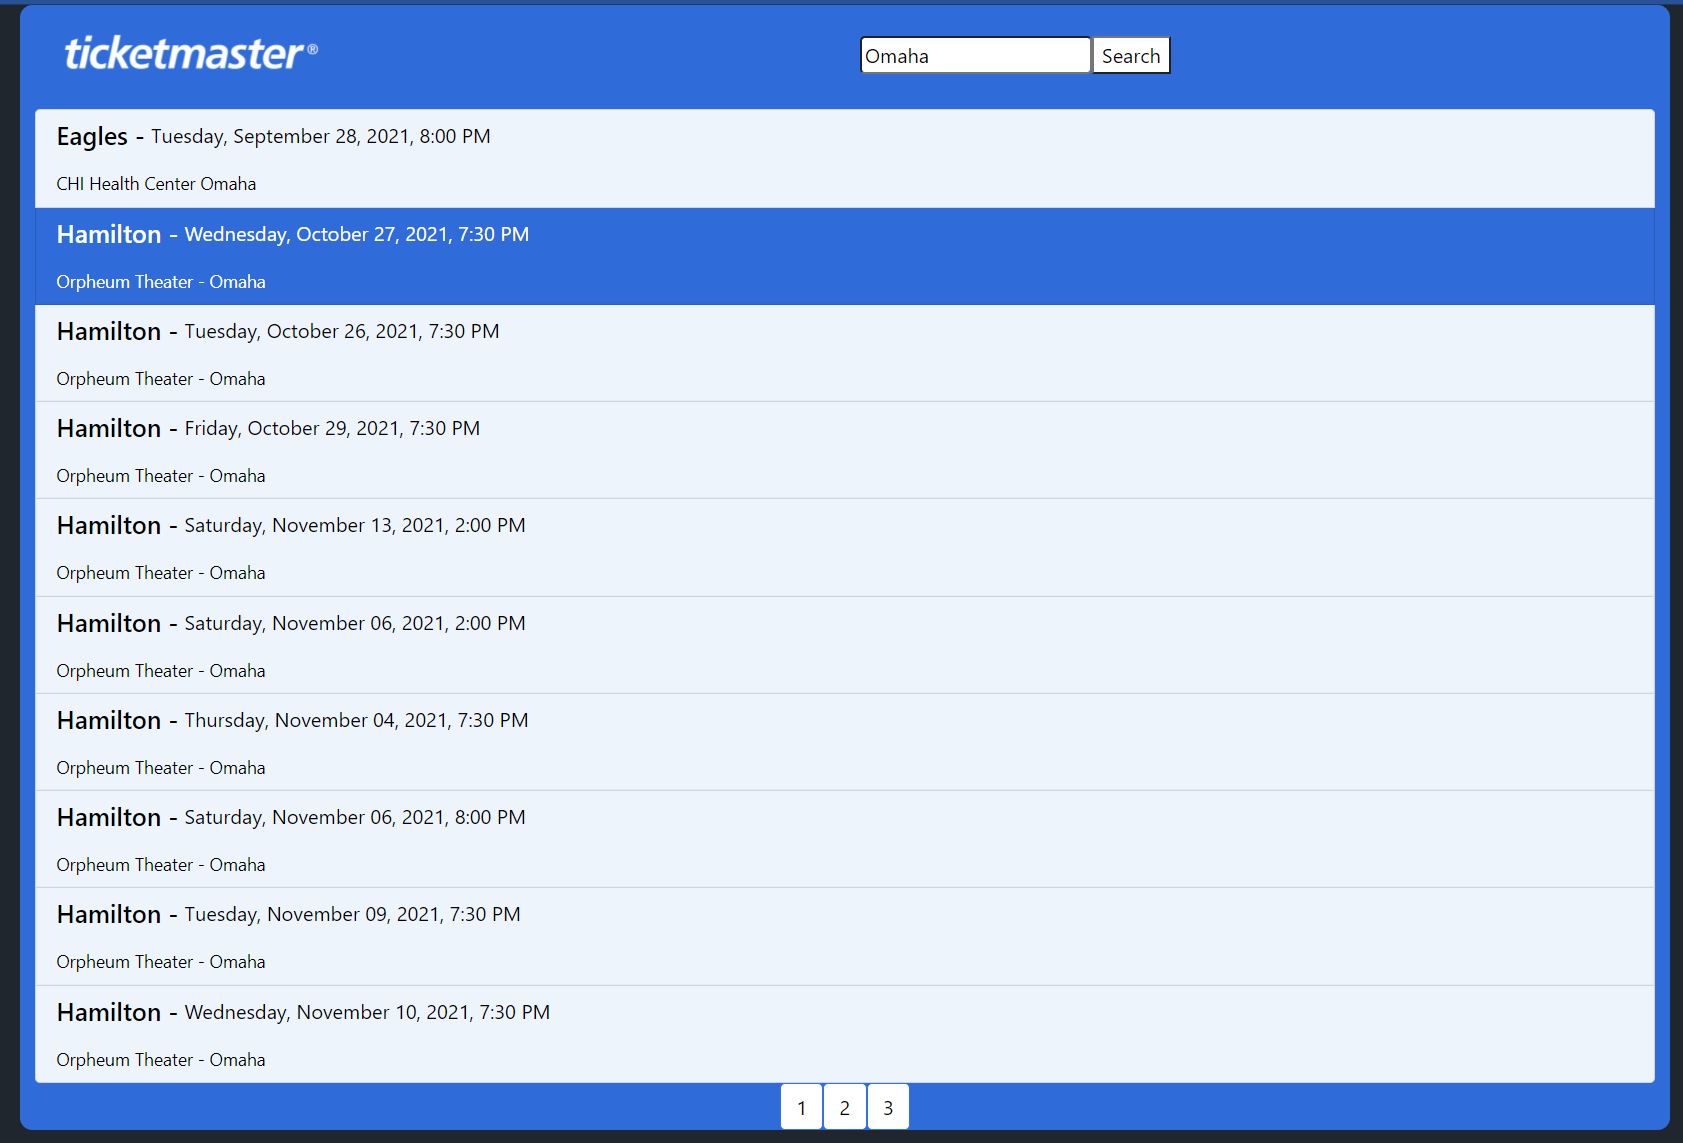 ticketmaster®
Omaha
Search
Eagles - Tuesday, September 28, 2021, 8:00 PM
CHI Health Center Omaha
Hamilton - Wednesday, October 27, 2021, 7:30 PM
Orpheum Theater - Omaha
Hamilton - Tuesday, October 26, 2021, 7:30 PM
Orpheum Theater - Omaha
Hamilton - Friday, October 29, 2021, 7:30 PM
Orpheum Theater - Omaha
Hamilton - Saturday, November 13, 2021, 2:00 PM
Orpheum Theater - Omaha
Hamilton - Saturday, November 06, 2021, 2:00 PM
Orpheum Theater - Omaha
Hamilton - Thursday, November 04, 2021, 7:30 PM
Orpheum Theater - Omaha
Hamilton - Saturday, November 06, 2021, 8:00 PM
Orpheum Theater - Omaha
Hamilton - Tuesday, November 09, 2021, 7:30 PM
Orpheum Theater - Omaha
Hamilton - Wednesday, November 10, 2021, 7:30 PM
Orpheum Theater - Omaha
1 2 3